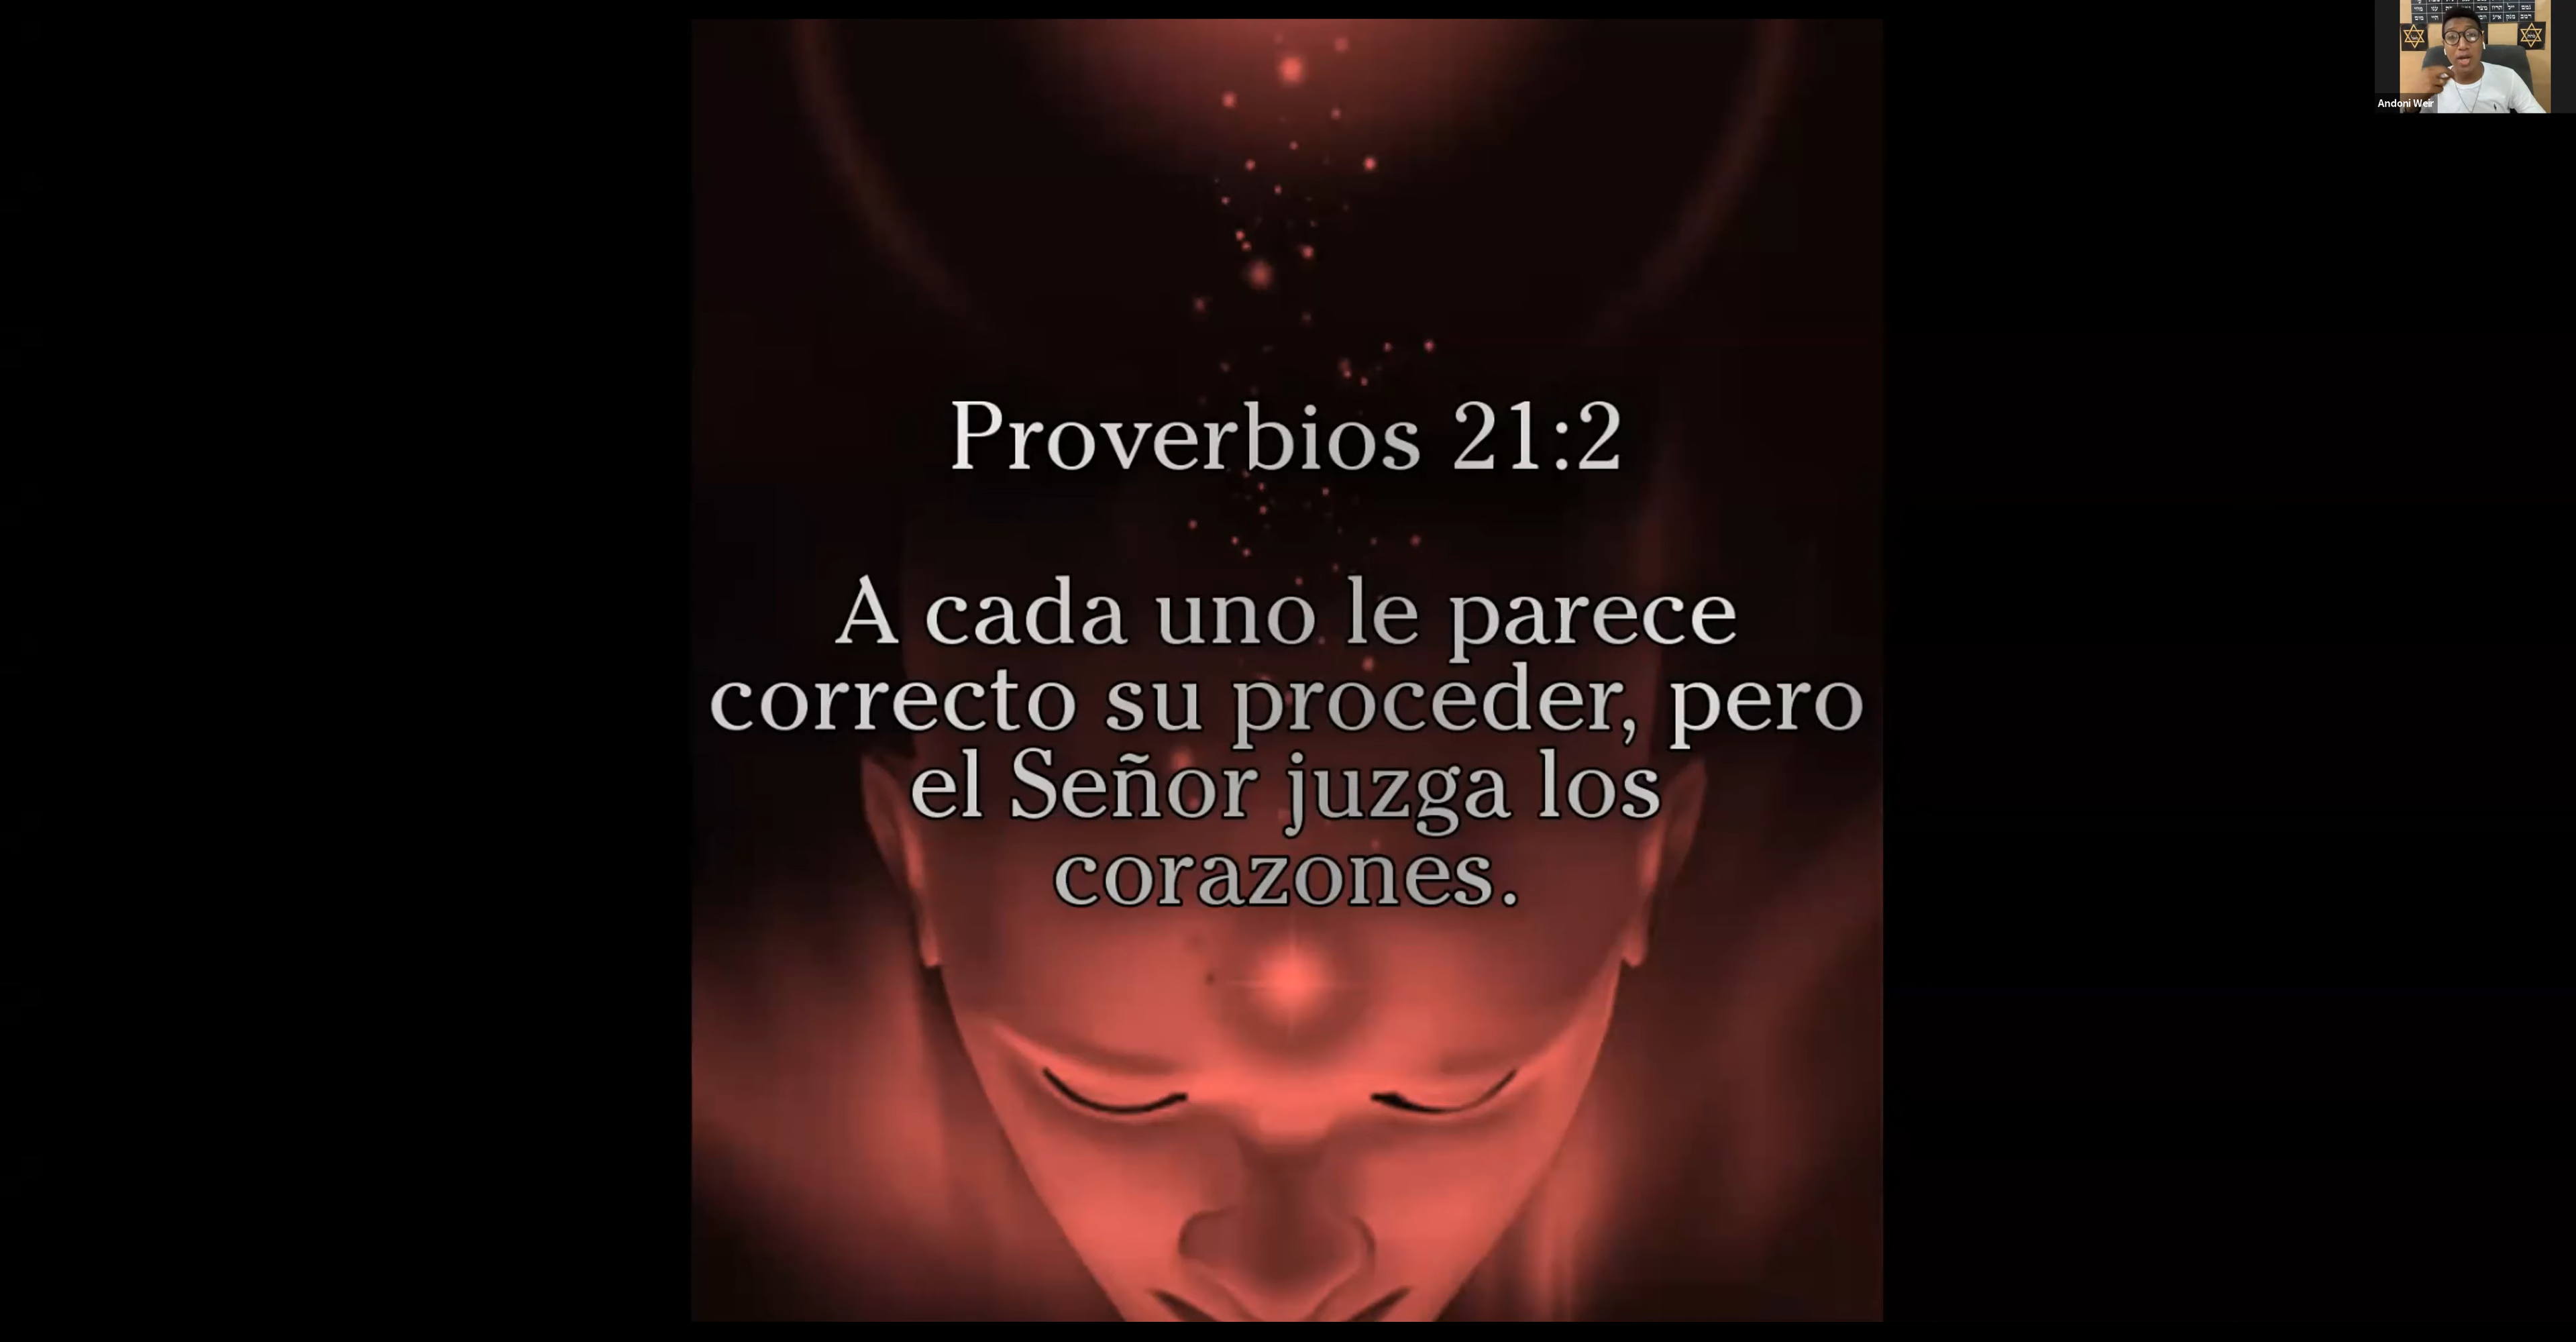 Proverbios 21:2
A cada uno le parece
correcto su proceder, pero
el Señor juzga los
corazones.
Andoni Weir